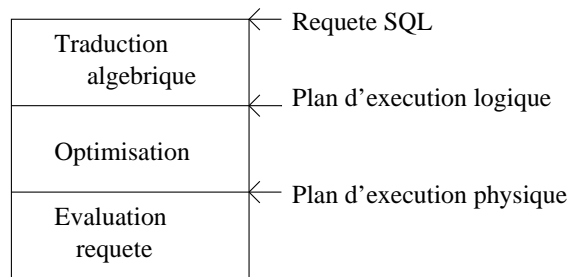 Requete SQL
Traduction
algebrique
Plan d'execution logique
Optimisation
Plan d'execution physique
Evaluation
requete